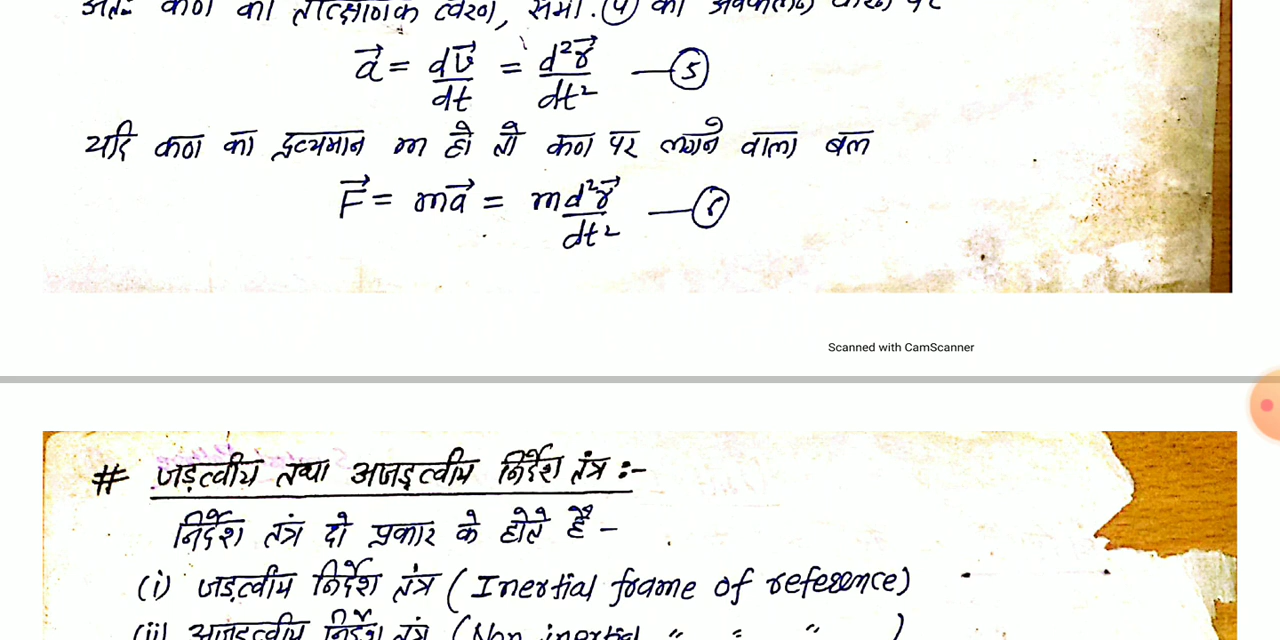 अतः कण का तात्क्षणिक त्वरण, समी. (4) का अवकलन करने पर
a⃗ = dv⃗/dt = d²r⃗/dt² —(5)
यदि कण का द्रव्यमान m हो तो कण पर लगने वाला बल
F⃗ = ma⃗ = md²r⃗/dt² —(6)
Scanned with CamScanner
# जड़त्वीय तथा अजड़त्वीय निर्देश तंत्र :-
निर्देश तंत्र दो प्रकार के होते हैं -
(i) जड़त्वीय निर्देश तंत्र ( Inertial frame of reference)
(ii) अजड़त्वीय निर्देश तंत्र (Non inertial " " " )